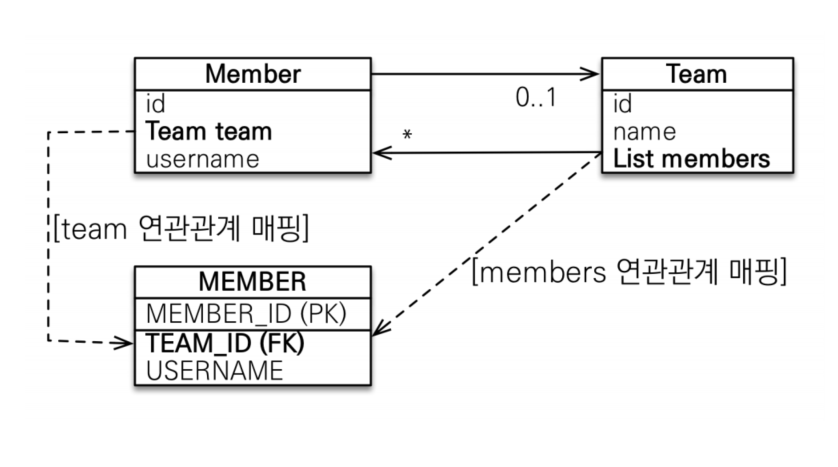 Member
id
Team team
username
0..1
*
Team
id
name
List members
[team 연관관계 매핑]
[members 연관관계 매핑]
MEMBER
MEMBER_ID (PK)
TEAM_ID (FK)
USERNAME